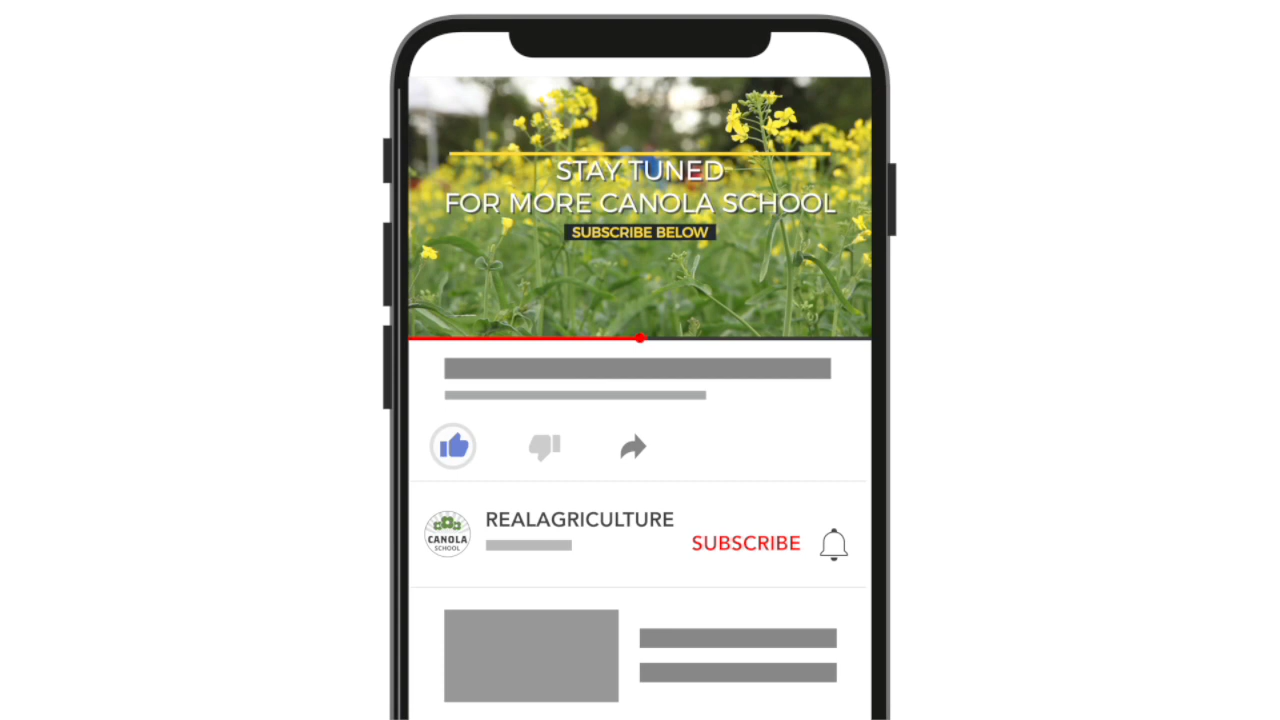 STAY TUNED
FOR MORE CANOLA SCHOOL
SUBSCRIBE BELOW
REALAGRICULTURE
CANOLA
SCHOOL
SUBSCRIBE